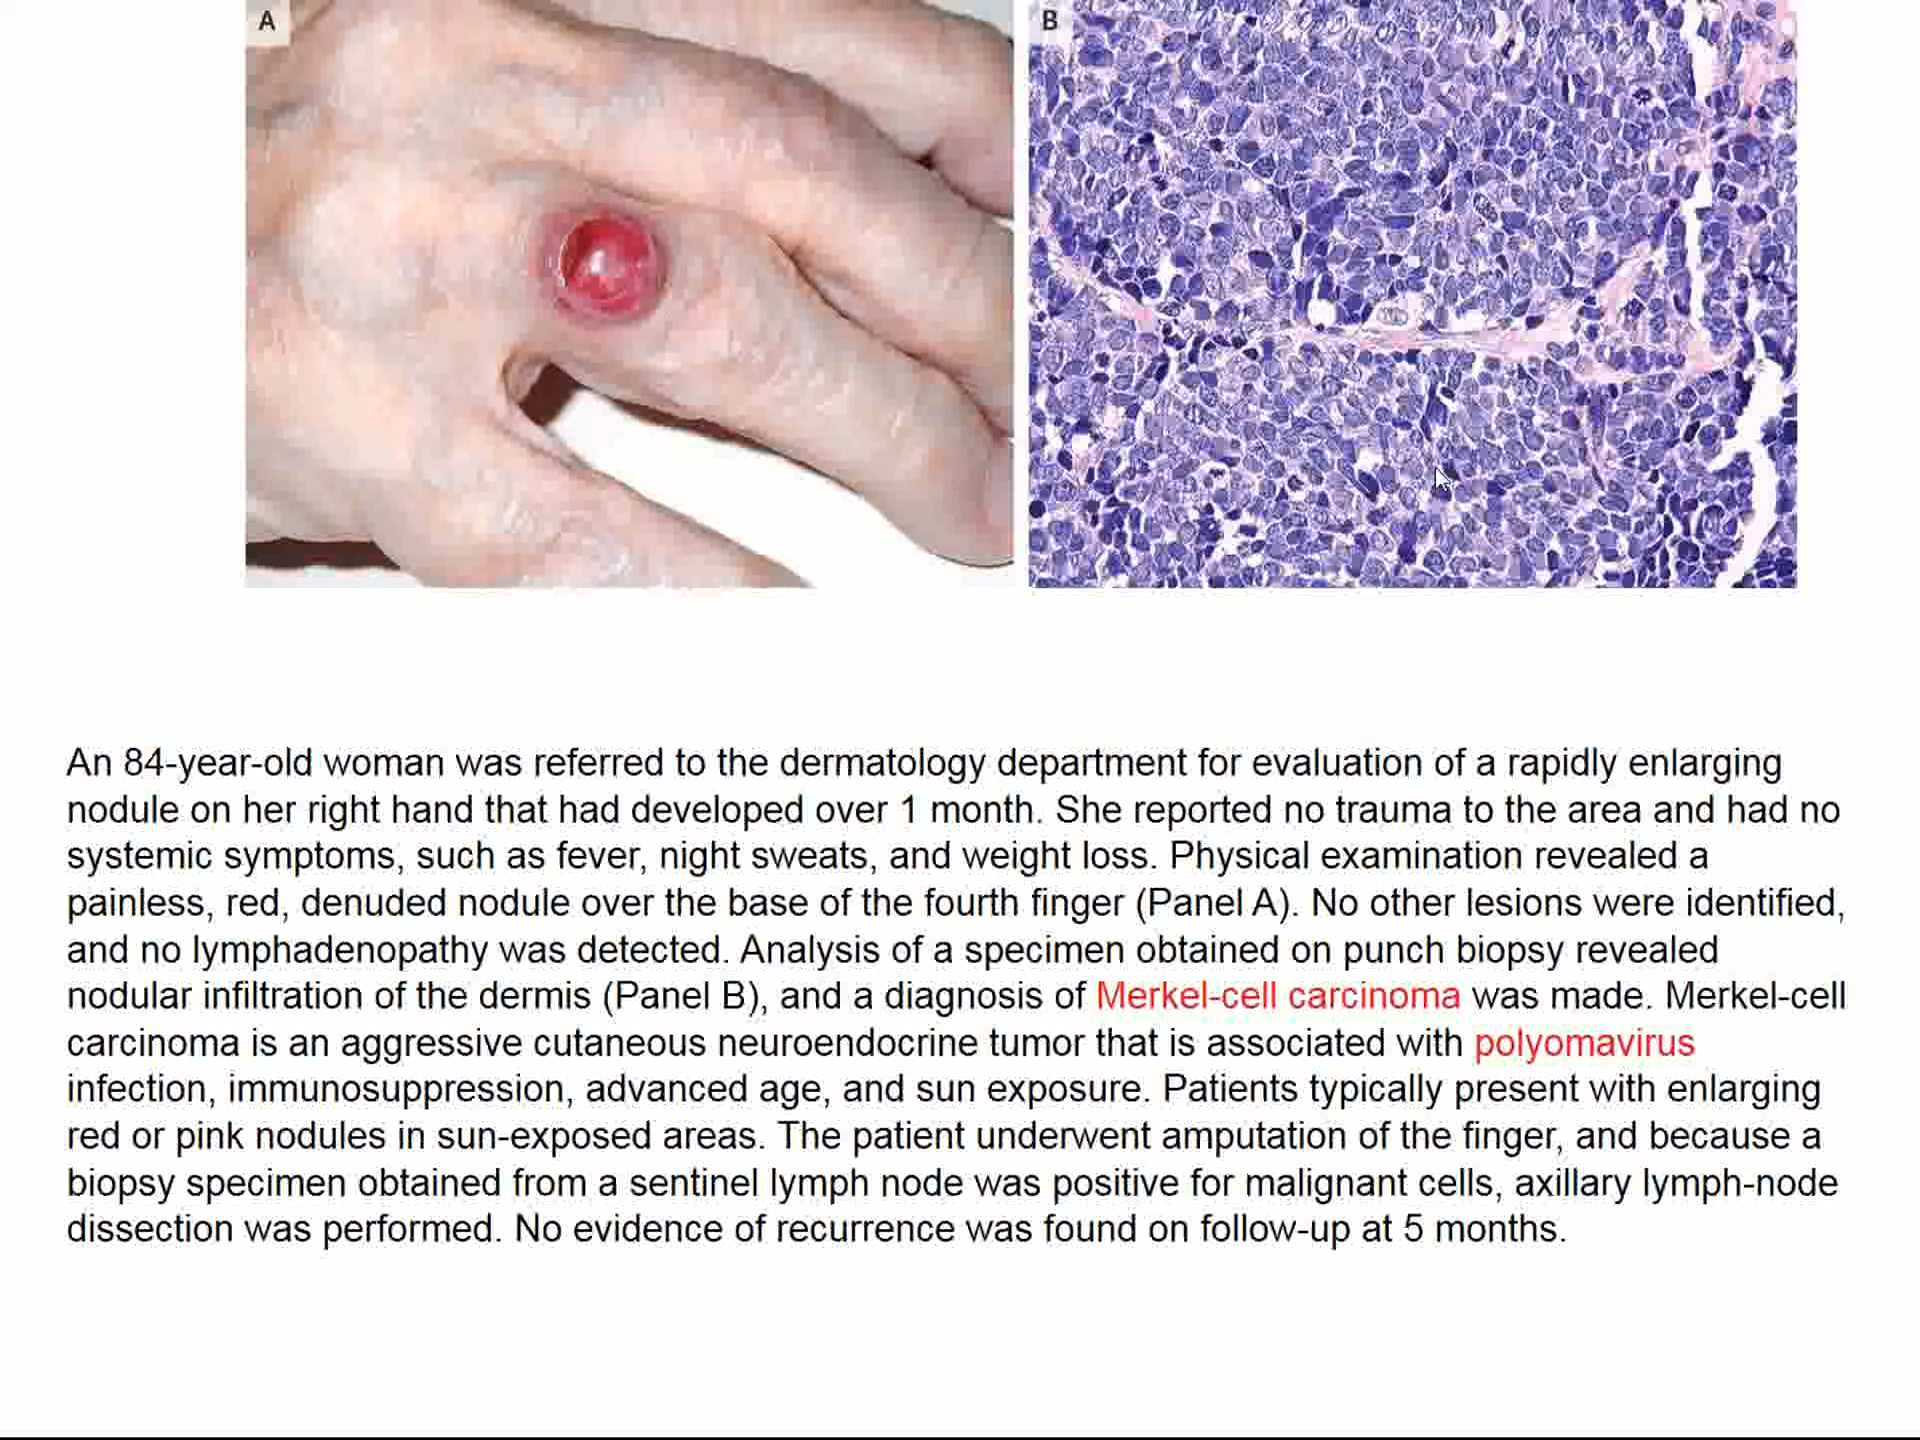 A
B
An 84-year-old woman was referred to the dermatology department for evaluation of a rapidly enlarging
nodule on her right hand that had developed over 1 month. She reported no trauma to the area and had no
systemic symptoms, such as fever, night sweats, and weight loss. Physical examination revealed a
painless, red, denuded nodule over the base of the fourth finger (Panel A). No other lesions were identified,
and no lymphadenopathy was detected. Analysis of a specimen obtained on punch biopsy revealed
nodular infiltration of the dermis (Panel B), and a diagnosis of Merkel-cell carcinoma was made. Merkel-cell
carcinoma is an aggressive cutaneous neuroendocrine tumor that is associated with polyomavirus
infection, immunosuppression, advanced age, and sun exposure. Patients typically present with enlarging
red or pink nodules in sun-exposed areas. The patient underwent amputation of the finger, and because a
biopsy specimen obtained from a sentinel lymph node was positive for malignant cells, axillary lymph-node
dissection was performed. No evidence of recurrence was found on follow-up at 5 months.